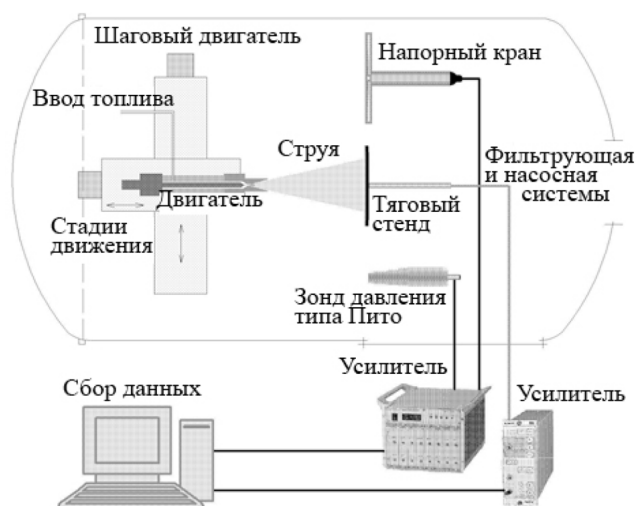 Шаговый двигатель
Напорный кран
Ввод топлива
Струя
Фильтрующая
и насосная
системы
Двигатель
Тяговый
стенд
Стадии
движения
Зонд давления
типа Пито
Усилитель
Сбор данных
Усилитель